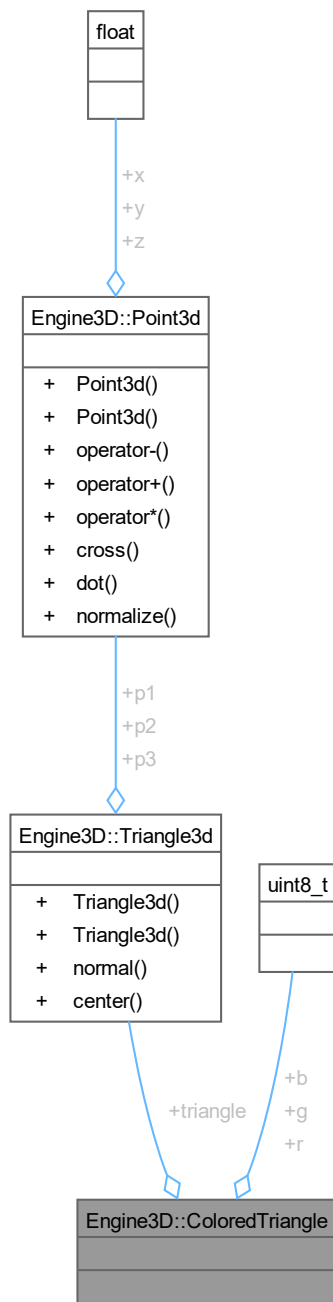 float
+x
+y
+z
Engine3D::Point3d
+ Point3d()
+ Point3d()
+ operator-()
+ operator+()
+ operator*()
+ cross()
+ dot()
+ normalize()
+p1
+p2
+p3
Engine3D::Triangle3d
+ Triangle3d()
+ Triangle3d()
+ normal()
+ center()
uint8_t
+triangle
+b
+g
+r
Engine3D::ColoredTriangle